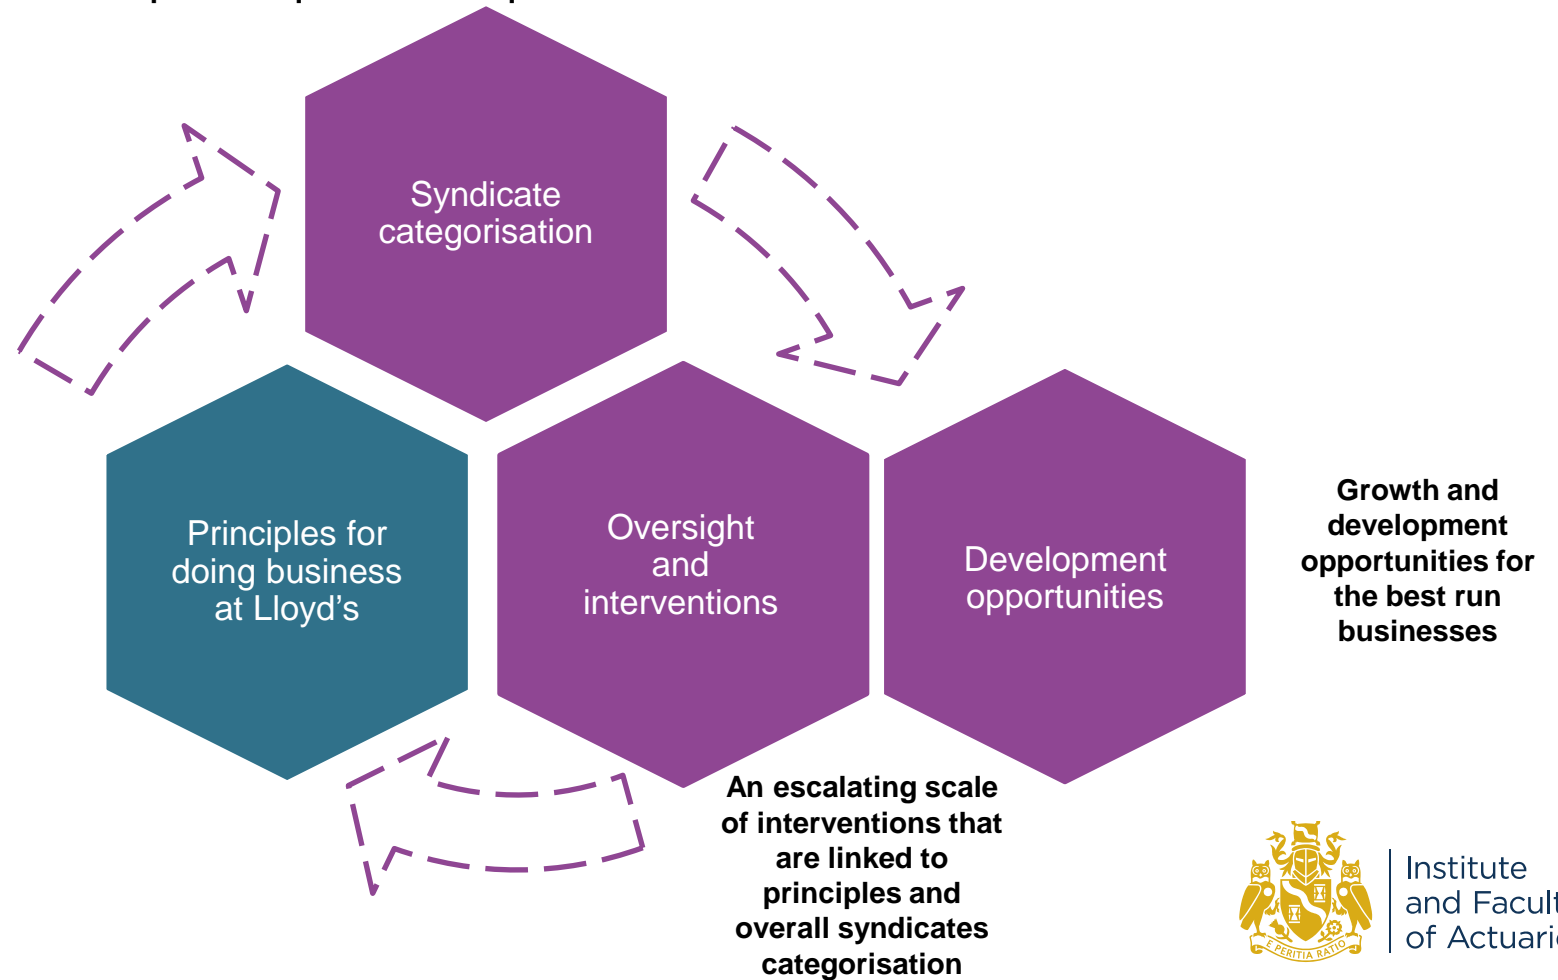 Syndicate
categorisation
Principles for
doing business
at Lloyd’s
Oversight
and
interventions
Development
opportunities
Growth and
development
opportunities for
the best run
businesses
An escalating scale
of interventions that
are linked to
principles and
overall syndicates
categorisation
E PERITIA RATIO
Institute
and Facult
of Actuari